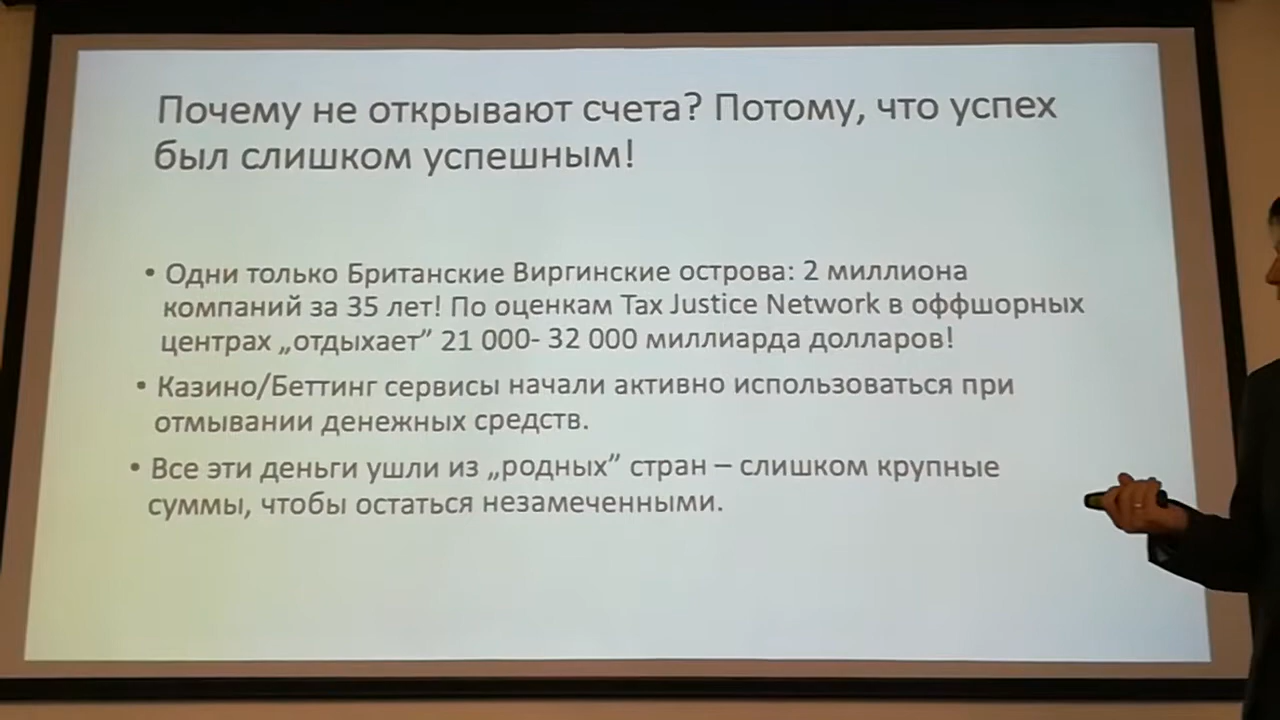 Почему не открывают счета? Потому, что успех
был слишком успешным!
• Одни только Британские Виргинские острова: 2 миллиона
компаний за 35 лет! По оценкам Tax Justice Network в оффшорных
центрах „отдыхает” 21 000- 32 000 миллиарда долларов!
• Казино/Беттинг сервисы начали активно использоваться при
отмывании денежных средств.
• Все эти деньги ушли из „родных” стран – слишком крупные
суммы, чтобы остаться незамеченными.